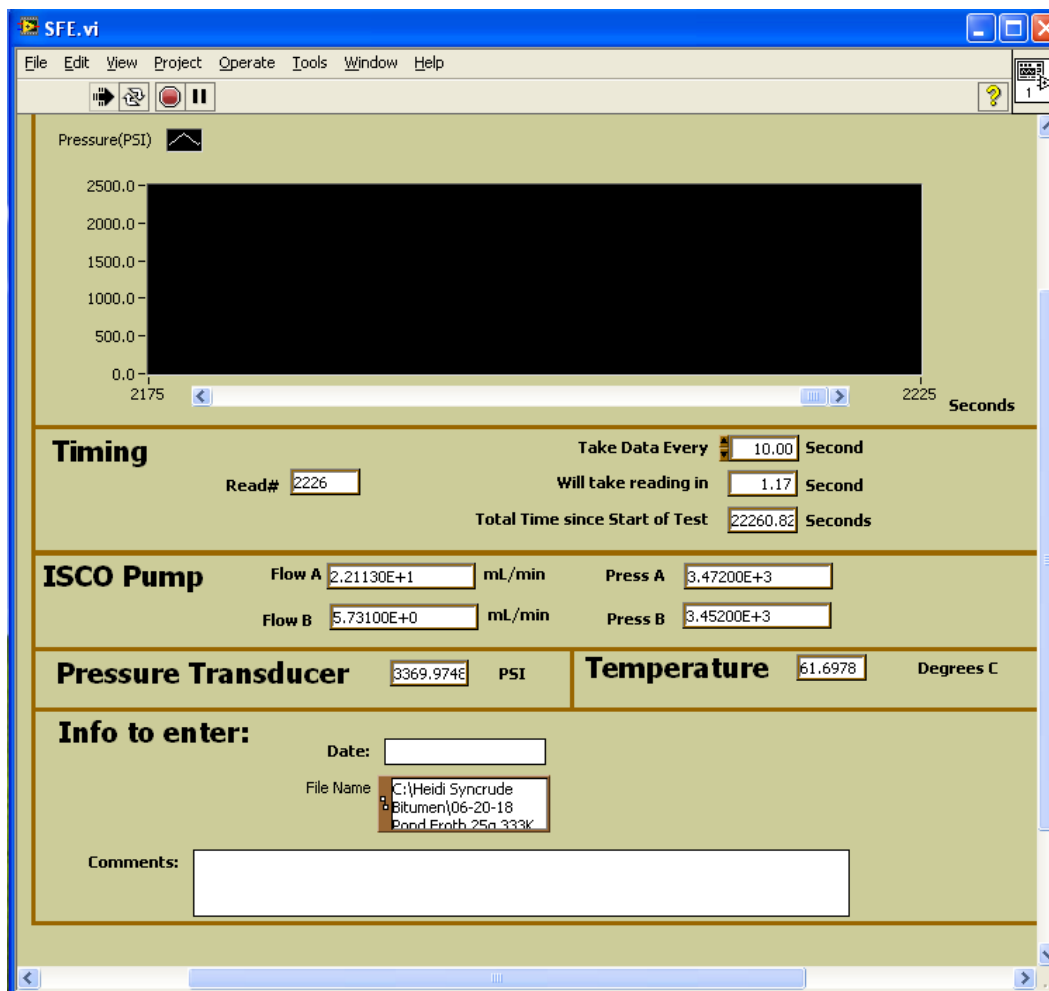 SFE.vi
File Edit View Project Operate Tools Window Help
1
Pressure(PSI)
2500.0
2000.0
1500.0
1000.0
500.0
0.0
2175 2225 Seconds
Timing
Take Data Every 10.00 Second
Read# 2226
Will take reading in 1.17 Second
Total Time since Start of Test 22260.82 Seconds
ISCO Pump
Flow A 2.21130E+1 mL/min Press A 3.47200E+3
Flow B 5.73100E+0 mL/min Press B 3.45200E+3
Pressure Transducer 3369.9748 PSI
Temperature 61.6978 Degrees C
Info to enter:
Date:
File Name C:\Heidi Syncrude
Bitumen\06-20-18
Pond Froth 25g 333K
Comments: